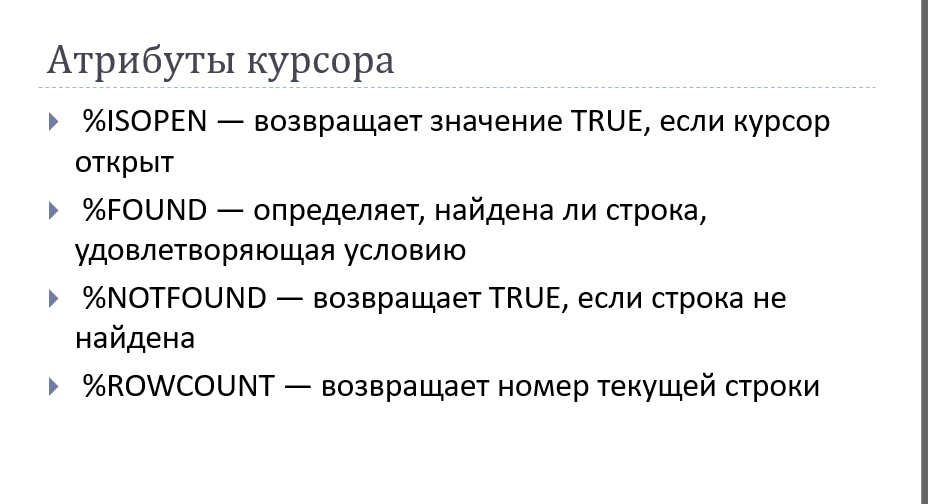 Атрибуты курсора
%ISOPEN — возвращает значение TRUE, если курсор
открыт
%FOUND — определяет, найдена ли строка,
удовлетворяющая условию
%NOTFOUND — возвращает TRUE, если строка не
найдена
%ROWCOUNT — возвращает номер текущей строки